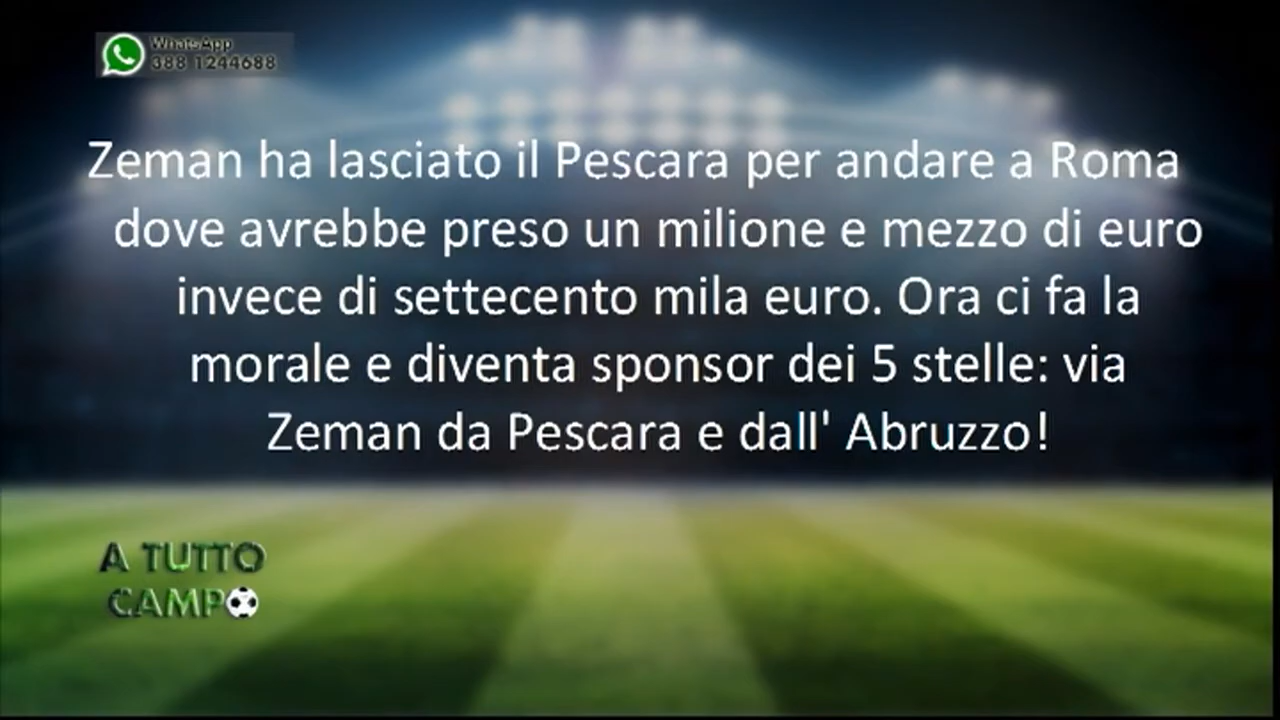 WhatsApp
388 1244688
Zeman ha lasciato il Pescara per andare a Roma
dove avrebbe preso un milione e mezzo di euro
invece di settecento mila euro. Ora ci fa la
morale e diventa sponsor dei 5 stelle: via
Zeman da Pescara e dall' Abruzzo!
A TUTTO
CAMPO